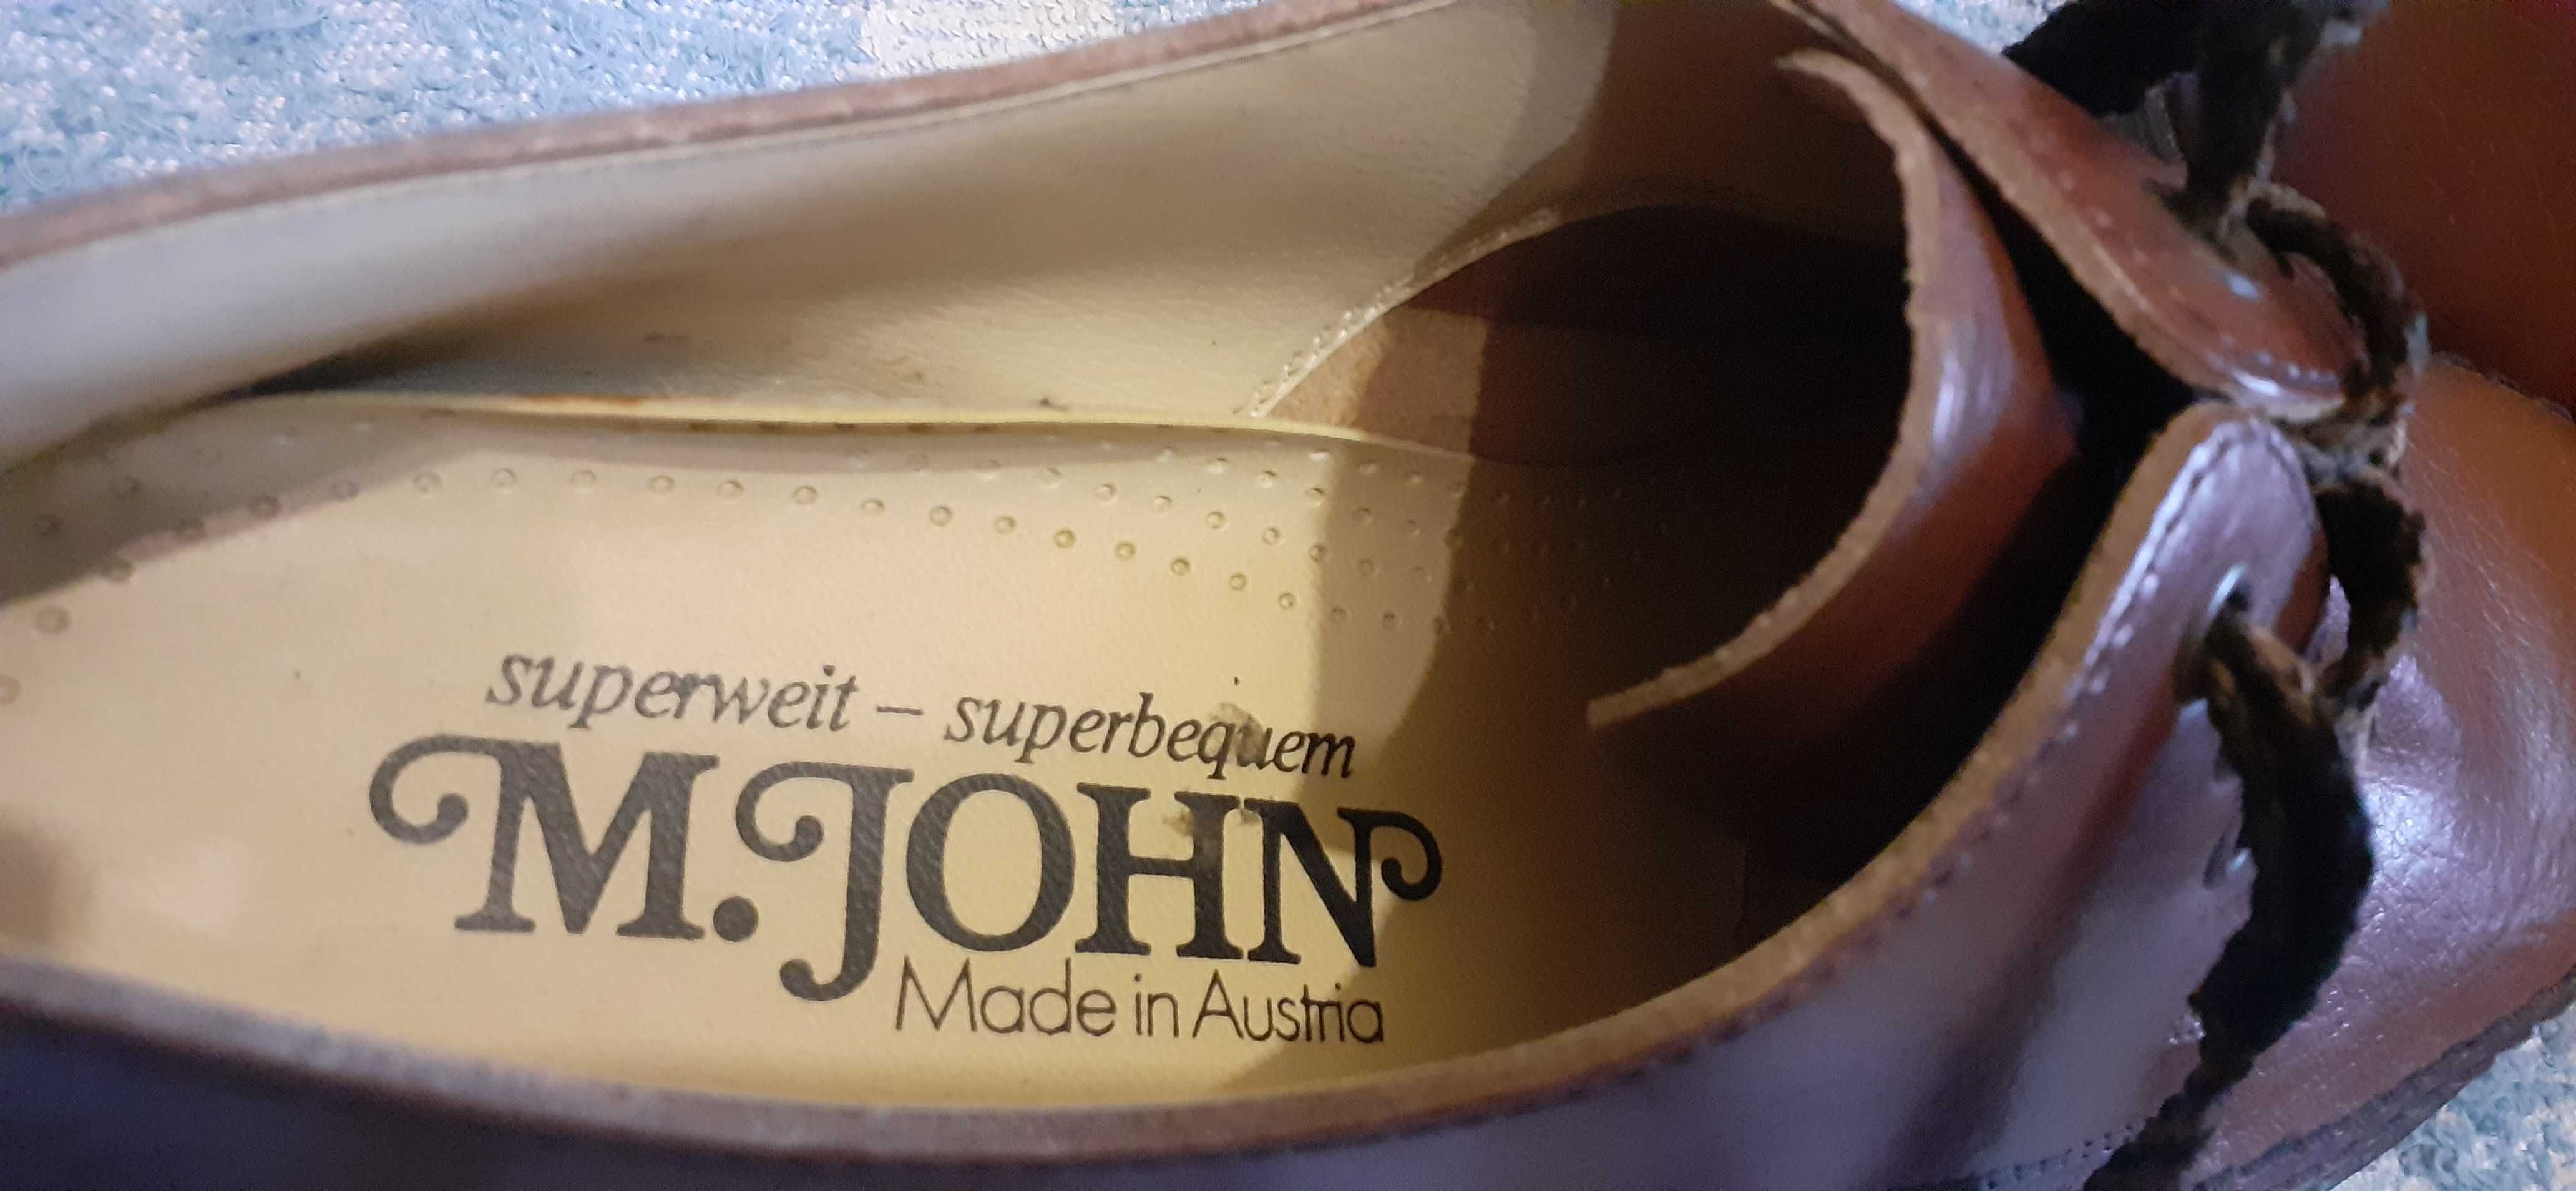 superweit – superbequem
M. JOHN
Made in Austria